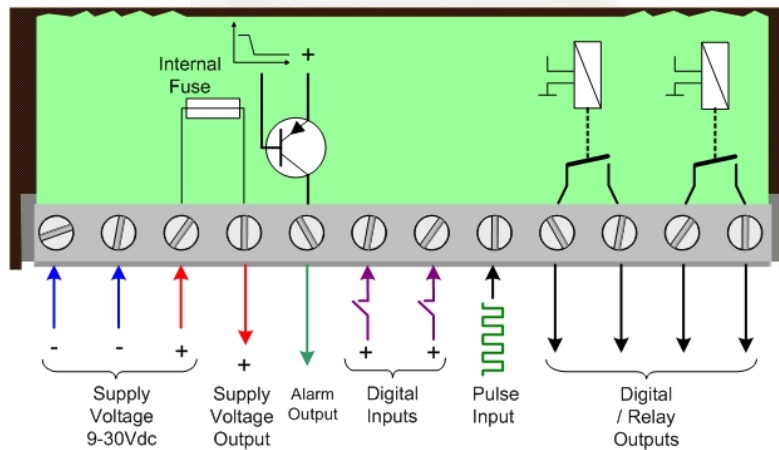 Internal
Fuse
+
- - + + + +
Supply
Voltage
9-30Vdc
Supply
Voltage
Output
Alarm
Output
Digital
Inputs
Pulse
Input
Digital
/ Relay
Outputs